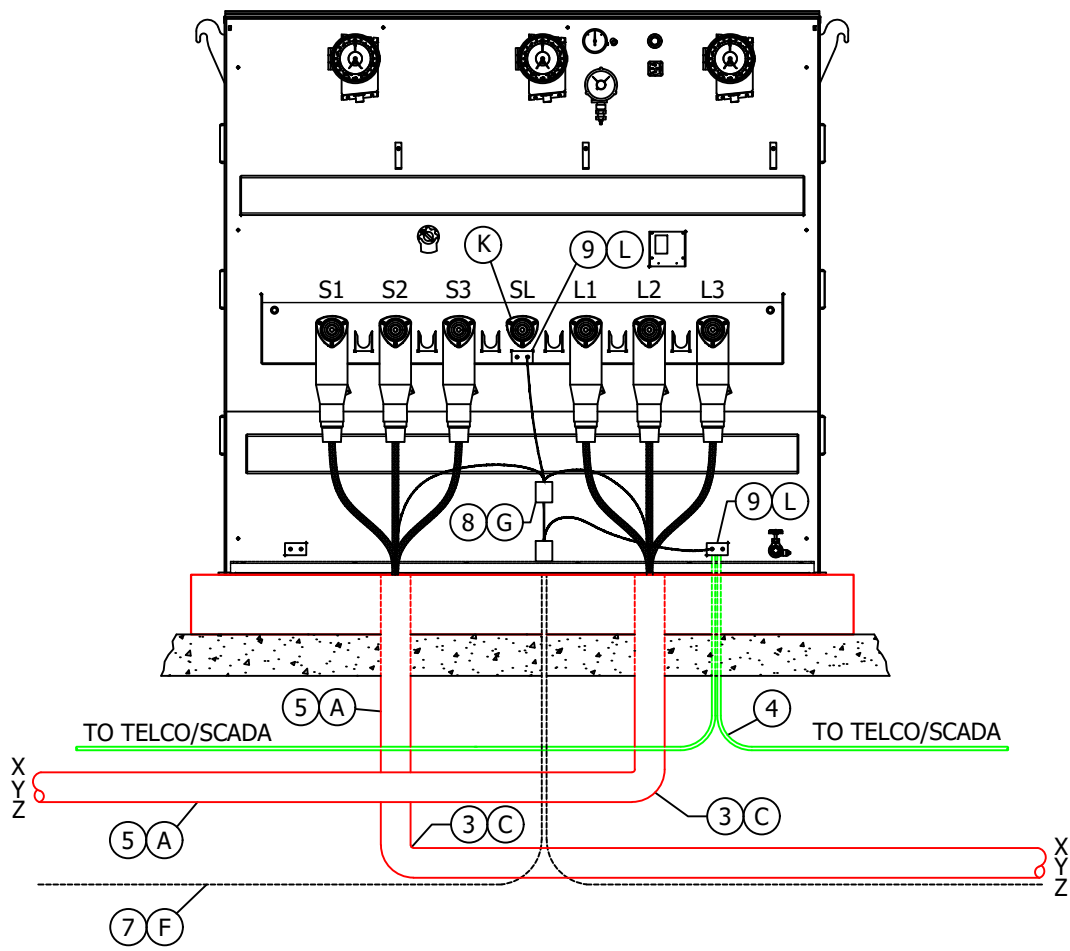 K
9 L
S1 S2 S3 SL L1 L2 L3
8 G
9 L
5 A
4
TO TELCO/SCADA
TO TELCO/SCADA
X
Y
Z
5 A
3 C
3 C
X
Y
Z
7 F